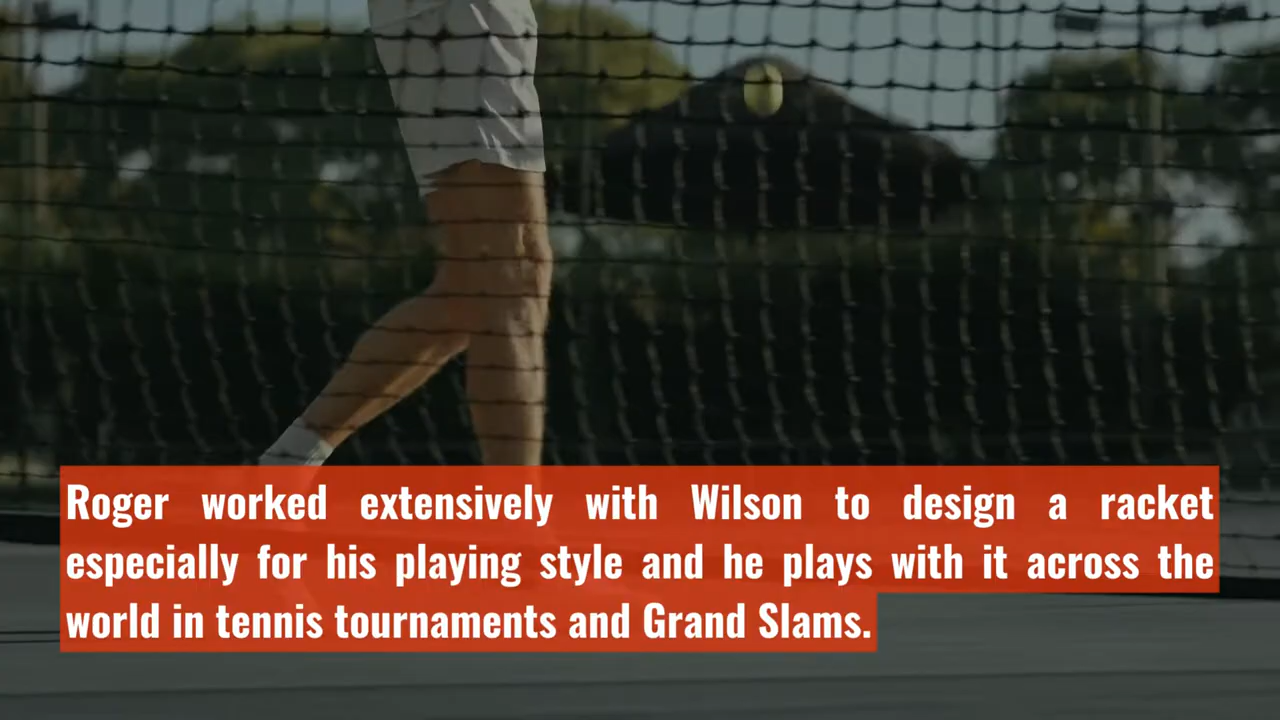 Roger worked extensively with Wilson to design a racket
especially for his playing style and he plays with it across the
world in tennis tournaments and Grand Slams.